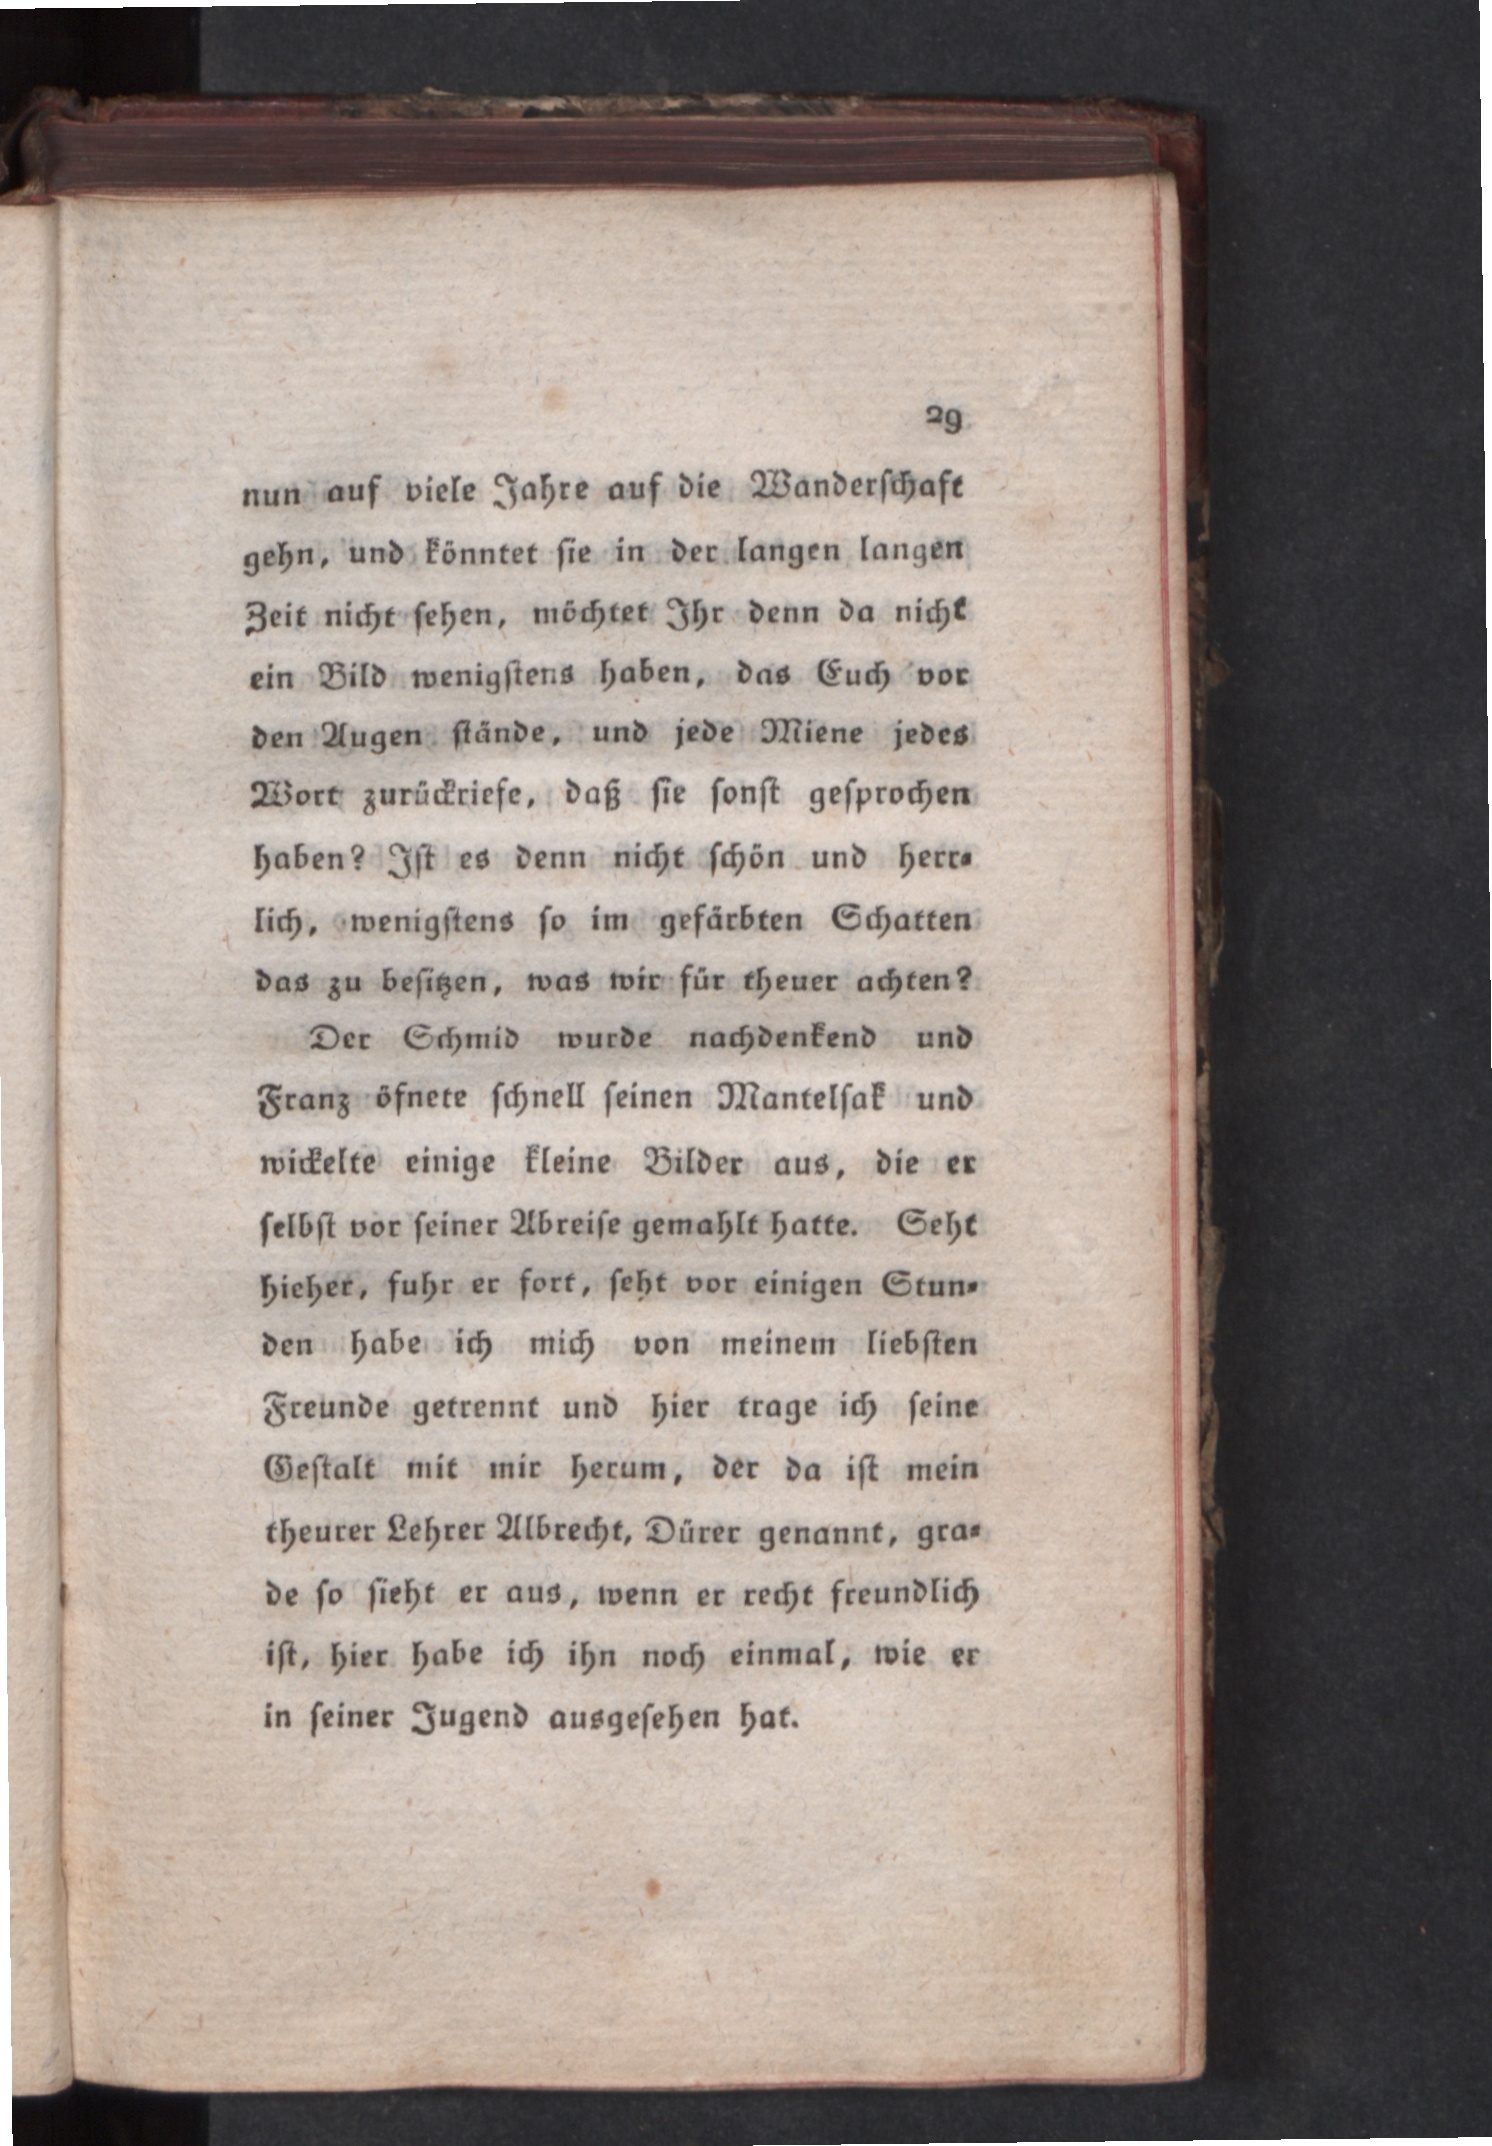 29
nun auf viele Jahre auf die Wanderſchaft
gehn, und könntet ſie in der langen langen
Zeit nicht ſehen, möchtet Ihr denn da nicht
ein Bild wenigſtens haben, das Euch vor
den Augen ſtände, und jede Miene jedes
Wort zurückriefe, daß ſie ſonſt geſprochen
haben? Iſt es denn nicht ſchön und herr⸗
lich, wenigſtens ſo im gefärbten Schatten
das zu beſitzen, was wir für theuer achten?
Der Schmid wurde nachdenkend und
Franz öfnete ſchnell ſeinen Mantelſak und
wickelte einige kleine Bilder aus, die er
ſelbſt vor ſeiner Abreiſe gemahlt hatte. Seht
hieher, fuhr er fort, ſeht vor einigen Stun⸗
den habe ich mich von meinem liebſten
Freunde getrennt und hier trage ich ſeine
Geſtalt mit mir herum, der da iſt mein
theurer Lehrer Albrecht, Dürer genannt, gra⸗
de ſo ſieht er aus, wenn er recht freundlich
iſt, hier habe ich ihn noch einmal, wie er
in ſeiner Jugend ausgeſehen hat.